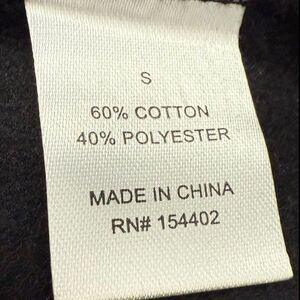 S
60% COTTON
40% POLYESTER
MADE IN CHINA
RN# 154402